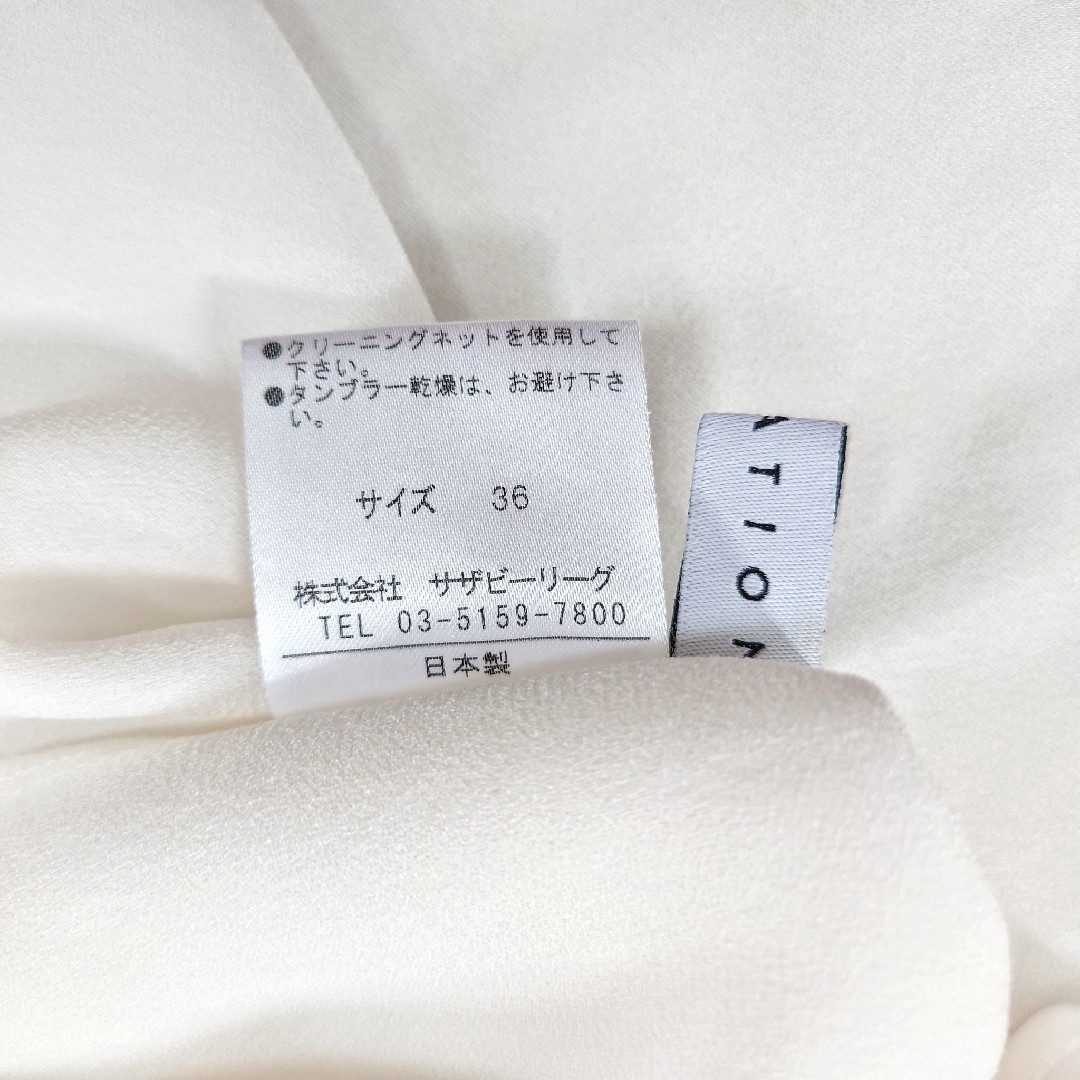 ●クリーニングネットを使用して
下さい。
●タンブラー乾燥は、お避け下さ
い。
サイズ 36
株式会社 サザビーリーグ
TEL 03-5159-7800
日本製
ATION